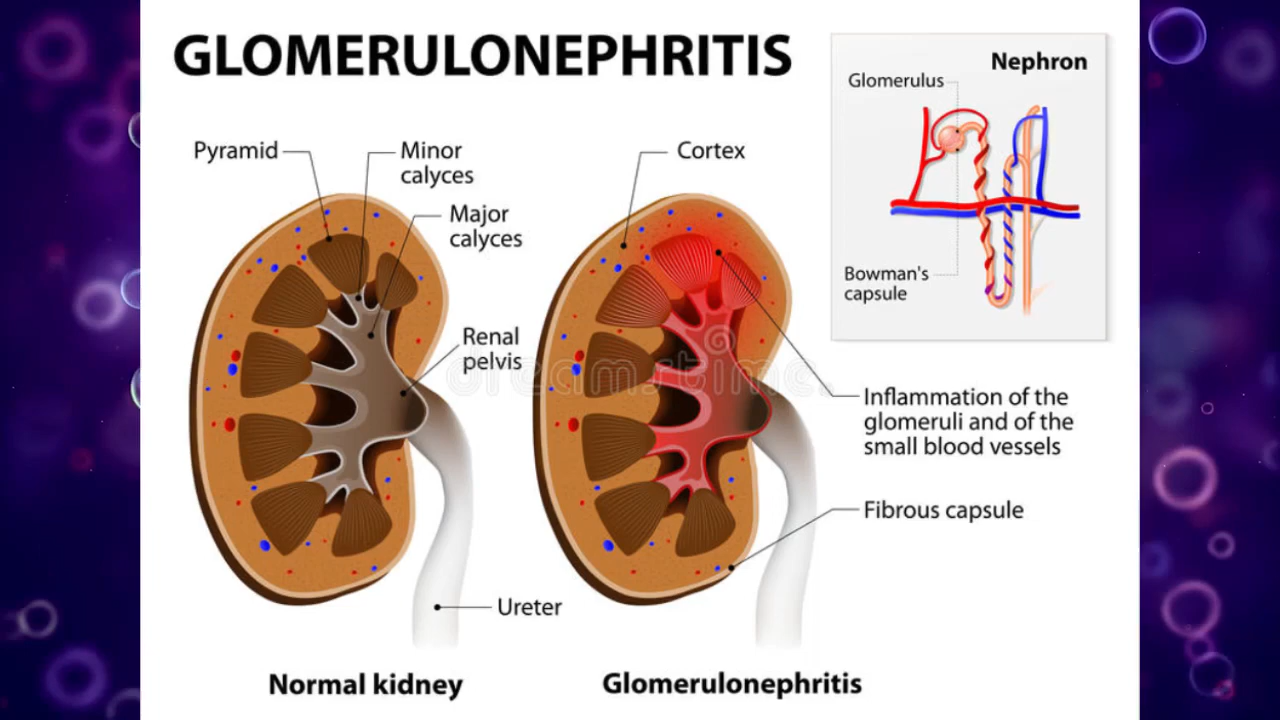 GLOMERULONEPHRITIS
Nephron
Glomerulus
Bowman's
capsule
Pyramid
Minor
calyces
Major
calyces
Renal
pelvis
Ureter
Cortex
Inflammation of the
glomeruli and of the
small blood vessels
Fibrous capsule
dreamstime.
Normal kidney
Glomerulonephritis